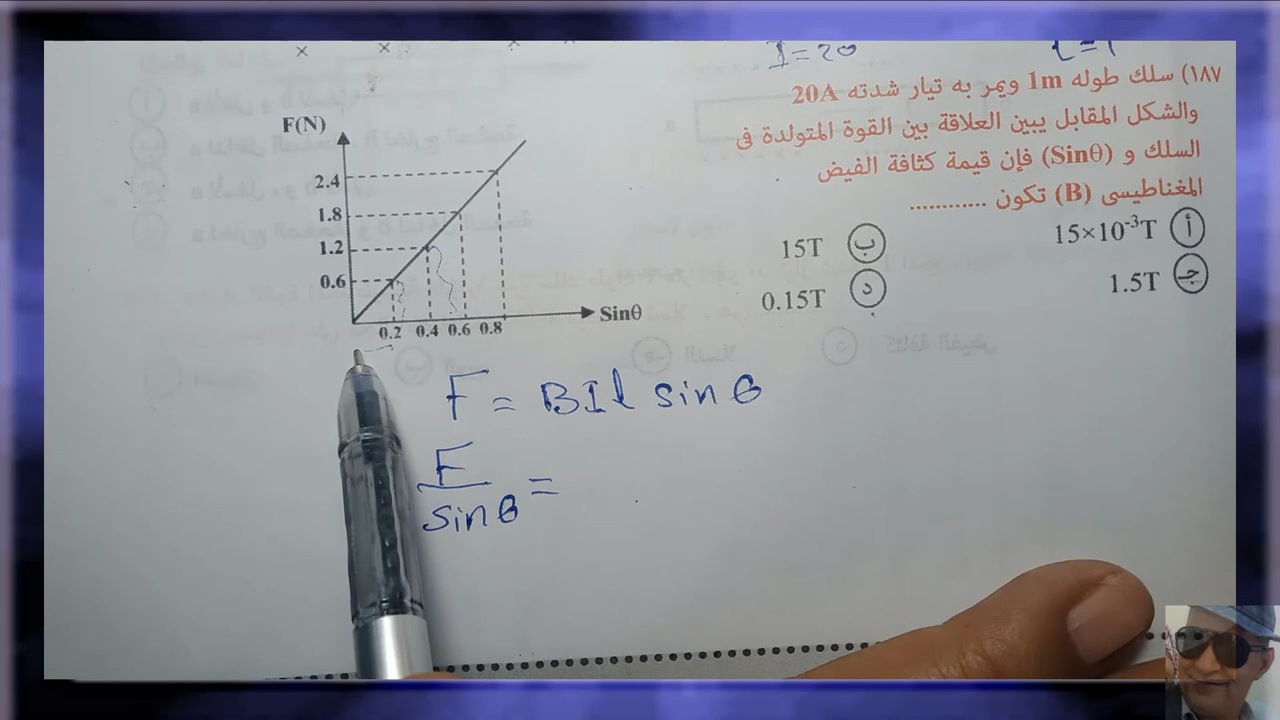 I = 20
١٨٧) سلك طوله 1m ويمر به تيار شدته 20A
والشكل المقابل يبين العلاقة بين القوة المتولدة فى
السلك و (Sinθ) فإن قيمة كثافة الفيض
المغناطيسى (B) تكون ............
أ 15×10⁻³T
ب 15T
جـ 1.5T
د 0.15T
F(N)
2.4
1.8
1.2
0.6
0.2 0.4 0.6 0.8
Sinθ
F = BIl sin θ
F
sin θ =